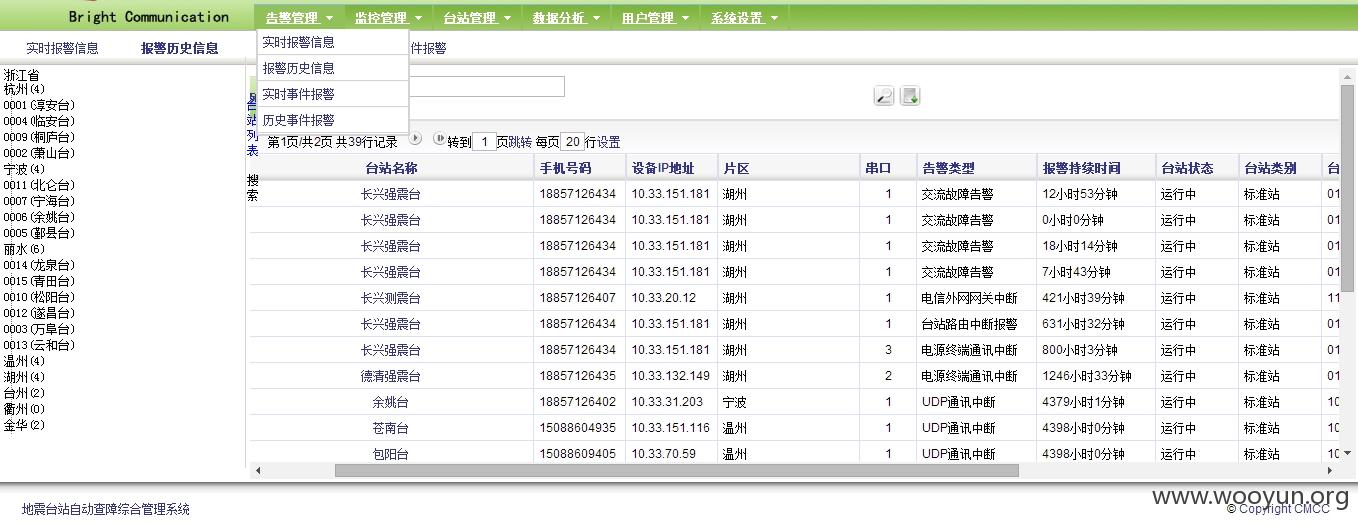 Bright Communication 告警管理 监控管理 台站管理 数据分析 用户管理 系统设置
实时报警信息 报警历史信息 件报警
实时报警信息
报警历史信息
实时事件报警
历史事件报警
浙江省
杭州(4)
0001(淳安台)
0004(临安台)
0009(桐庐台)
0002(萧山台)
宁波(4)
0011(北仑台)
0007(宁海台)
0006(余姚台)
0005(鄞县台)
丽水(6)
0014(龙泉台)
0015(青田台)
0010(松阳台)
0012(遂昌台)
0003(万阜台)
0013(云和台)
温州(4)
湖州(4)
台州(2)
衢州(0)
金华(2)
站
列
表
搜
索
第1页/共2页 共39行记录 转到 1 页跳转 每页 20 行设置
台站名称 手机号码 设备IP地址 片区 串口 告警类型 报警持续时间 台站状态 台站类别 台
长兴强震台 18857126434 10.33.151.181 湖州 1 交流故障告警 12小时53分钟 运行中 标准站 01
长兴强震台 18857126434 10.33.151.181 湖州 1 交流故障告警 0小时0分钟 运行中 标准站 01
长兴强震台 18857126434 10.33.151.181 湖州 1 交流故障告警 18小时14分钟 运行中 标准站 01
长兴强震台 18857126434 10.33.151.181 湖州 1 交流故障告警 7小时43分钟 运行中 标准站 01
长兴测震台 18857126407 10.33.20.12 湖州 1 电信外网网关中断 421小时39分钟 运行中 标准站 11
长兴强震台 18857126434 10.33.151.181 湖州 1 台站路由中断报警 631小时32分钟 运行中 标准站 01
长兴强震台 18857126434 10.33.151.181 湖州 3 电源终端通讯中断 800小时3分钟 运行中 标准站 01
德清强震台 18857126435 10.33.132.149 湖州 2 电源终端通讯中断 1246小时33分钟 运行中 标准站 01
余姚台 18857126402 10.33.31.203 宁波 1 UDP通讯中断 4379小时1分钟 运行中 标准站 10
苍南台 15088604935 10.33.151.116 温州 1 UDP通讯中断 4398小时0分钟 运行中 标准站 10
包阳台 15088609405 10.33.70.59 温州 1 UDP通讯中断 4398小时0分钟 运行中 标准站 10
地震台站自动查障综合管理系统
www.wooyun.org
© Copyright CMCC